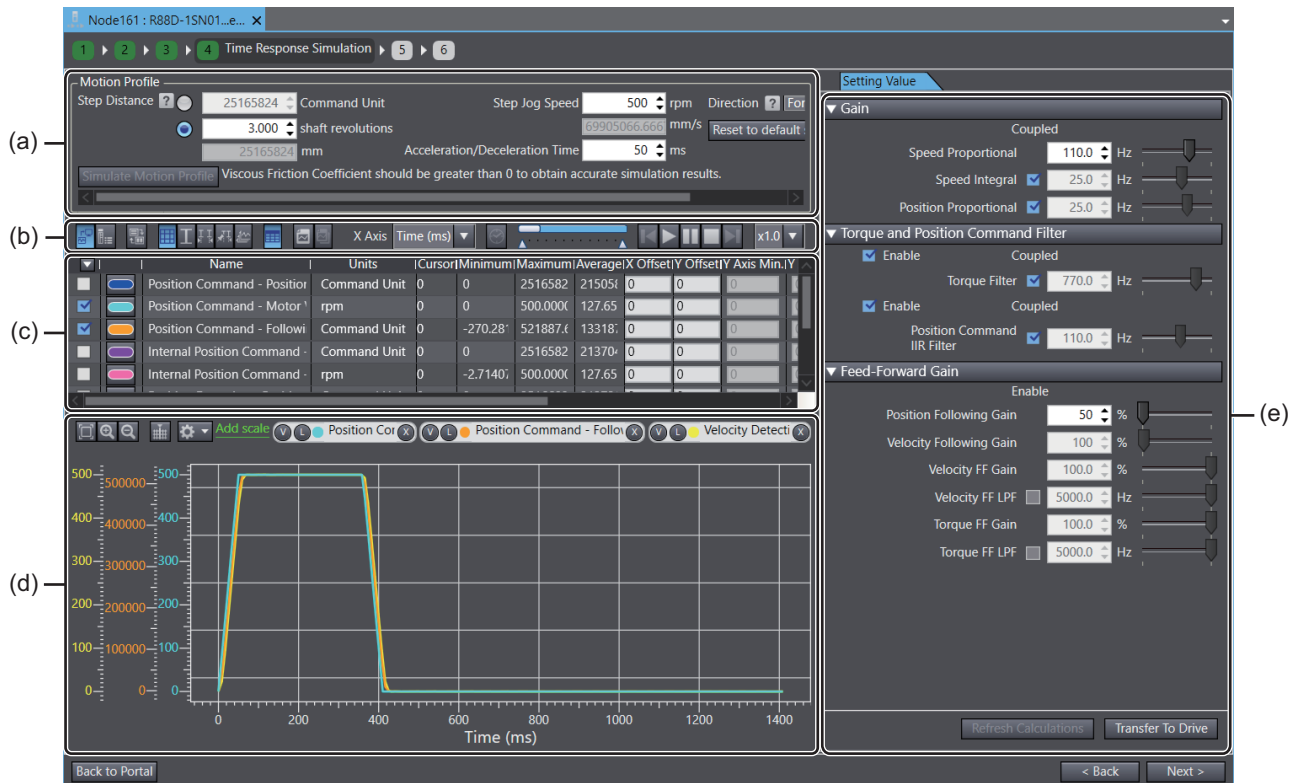 Node161 : R88D-1SN01...e... X
1 2 3 4 Time Response Simulation 5 6
(a)
Motion Profile
Step Distance ? 25165824 Command Unit Step Jog Speed 500 rpm Direction ? For
3.000 shaft revolutions 69905066.666 mm/s Reset to default
25165824 mm Acceleration/Deceleration Time 50 ms
Simulate Motion Profile Viscous Friction Coefficient should be greater than 0 to obtain accurate simulation results.
(b)
X Axis Time (ms) x1.0
(c)
Name Units Cursor Minimum Maximum Average X Offset Y Offset Y Axis Min. Y
Position Command - Position Command Unit 0 0 2516582 0 0 0
Position Command - Motor rpm 0 0 500.000 127.65 0 0 0
Position Command - Followi Command Unit 0 -270.28 521887.6 13318 0 0 0
Internal Position Command - Command Unit 0 0 2516582 21370 0 0 0
Internal Position Command - rpm 0 -2.7140 500.000 127.65 0 0 0
(d)
Add scale V L Position Cor X V L Position Command - Follo X V L Velocity Detecti X
500 500000 500
400 400000 400
300 300000 300
200 200000 200
100 100000 100
0 0 0
0 200 400 600 800 1000 1200 1400
Time (ms)
Setting Value
(e)
Gain
Coupled
Speed Proportional 110.0 Hz
Speed Integral 25.0 Hz
Position Proportional 25.0 Hz
Torque and Position Command Filter
Enable Coupled
Torque Filter 770.0 Hz
Enable Coupled
Position Command
IIR Filter 110.0 Hz
Feed-Forward Gain
Enable
Position Following Gain 50 %
Velocity Following Gain 100 %
Velocity FF Gain 100.0 %
Velocity FF LPF 5000.0 Hz
Torque FF Gain 100.0 %
Torque FF LPF 5000.0 Hz
Refresh Calculations Transfer To Drive
Back to Portal < Back Next >